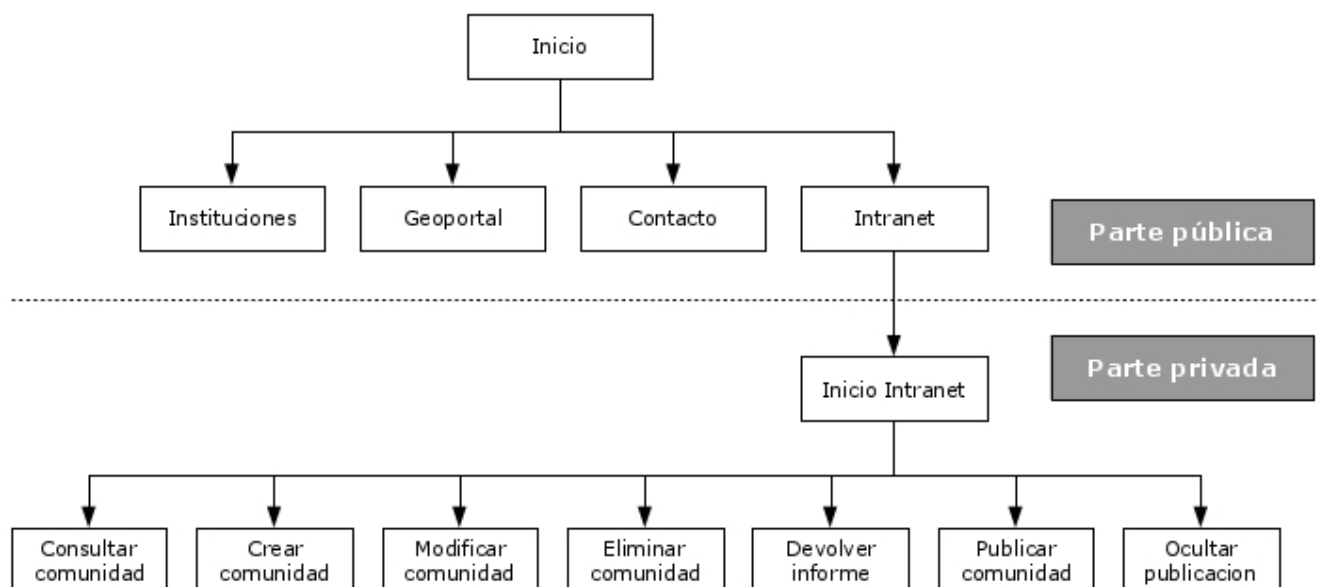 Inicio
Instituciones
Geoportal
Contacto
Intranet
Parte pública
Parte privada
Inicio Intranet
Consultar
comunidad
Crear
comunidad
Modificar
comunidad
Eliminar
comunidad
Devolver
informe
Publicar
comunidad
Ocultar
publicacion